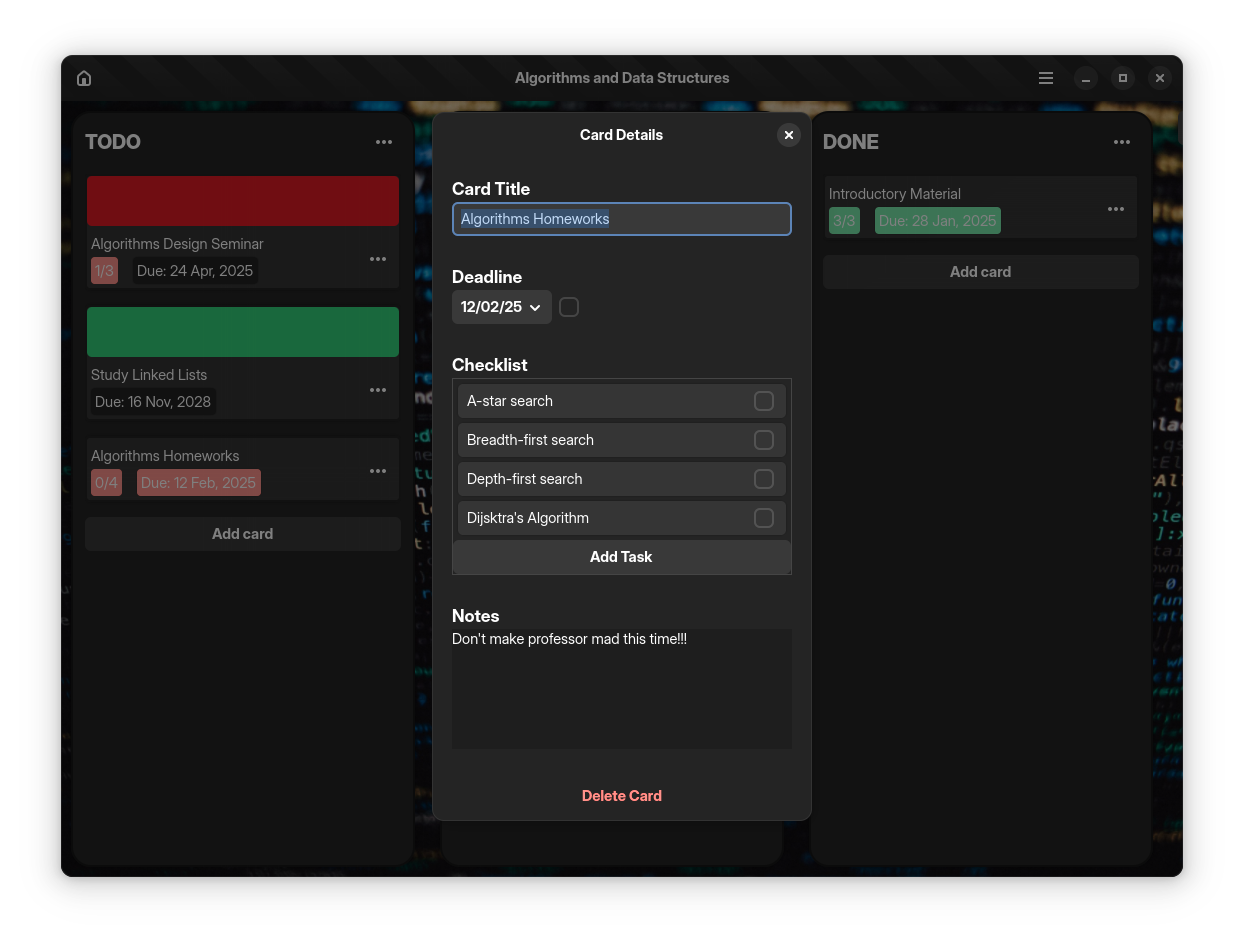 Algorithms and Data Structures
TODO
Algorithms Design Seminar
1/3 Due: 24 Apr, 2025
Study Linked Lists
Due: 16 Nov, 2028
Algorithms Homeworks
0/4 Due: 12 Feb, 2025
Add card
Card Details
Card Title
Algorithms Homeworks
Deadline
12/02/25
Checklist
A-star search
Breadth-first search
Depth-first search
Dijsktra's Algorithm
Add Task
Notes
Don't make professor mad this time!!!
Delete Card
DONE
Introductory Material
3/3 Due: 28 Jan, 2025
Add card